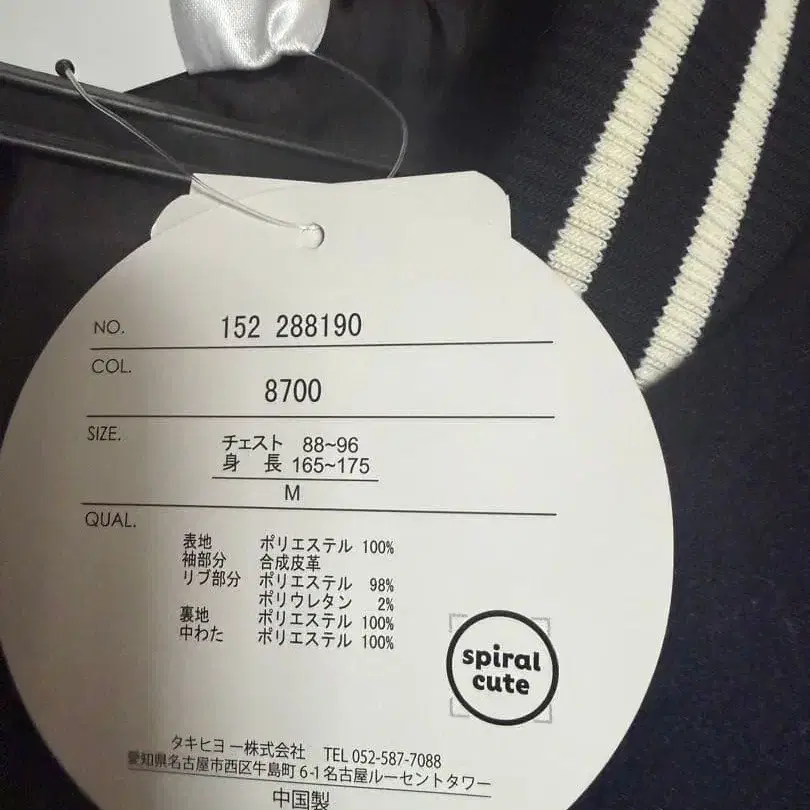 NO. 152 288190
COL. 8700
SIZE. チェスト 88~96
身 長 165~175
M
QUAL.
表地 ポリエステル 100%
袖部分 合成皮革
リブ部分 ポリエステル 98%
ポリウレタン 2%
裏地 ポリエステル 100%
中わた ポリエステル 100%
spiral
cute
タキヒヨー株式会社 TEL 052-587-7088
愛知県名古屋市西区牛島町6-1名古屋ルーセントタワー
中国製